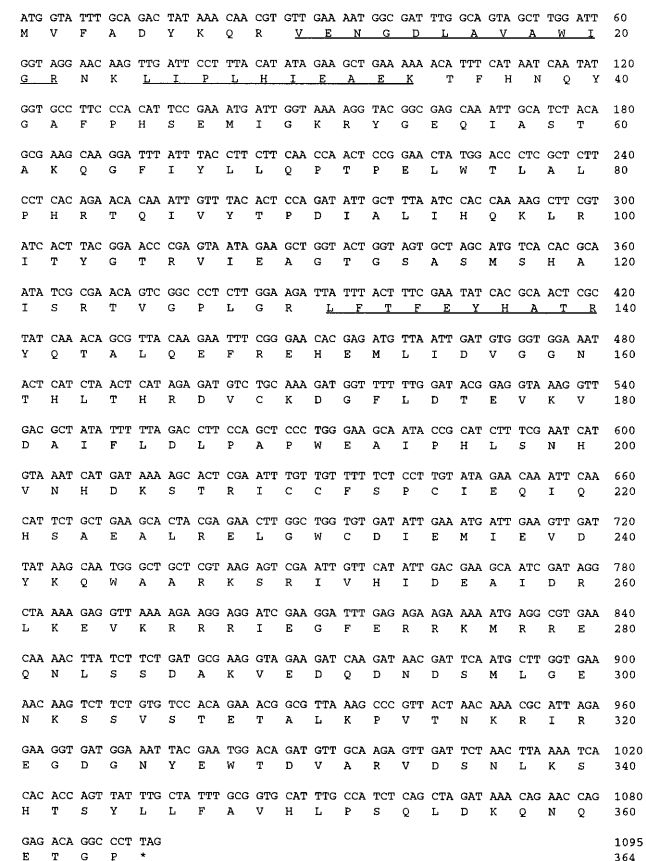 ATG GTA TTT GCA GAC TAT AAA CAA CGT GTT GAA AAT GGC GAT TTG GCA GTA GCT TGG ATT 60
M V F A D Y K Q R V E N G D L A V A W I 20
GGT AGG AAC AAG TTG ATT CCT TTA CAT ATA GAA GCT GAA AAA ACA TTT CAT AAT CAA TAT 120
G R N K L I P L H I E A E K T F H N Q Y 40
GGT GCC TTC CCA CAT TCC GAA ATG ATT GGT AAA AGG TAC GGC GAG CAA ATT GCA TCT ACA 180
G A F P H S E M I G K R Y G E Q I A S T 60
GCG AAG CAA GGA TTT ATT TAC CTT CTT CAA CCA ACT CCG GAA CTA TGG ACC CTC GCT CTT 240
A K Q G F I Y L L Q P T P E L W T L A L 80
CCT CAC AGA ACA CAA ATT GTT TAC ACT CCA GAT ATT GCT TTA ATC CAC CAA AAG CTT CGT 300
P H R T Q I V Y T P D I A L I H Q K L R 100
ATC ACT TAC GGA ACC CGA GTA ATA GAA GCT GGT ACT GGT AGT GCT AGC ATG TCA CAC GCA 360
I T Y G T R V I E A G T G S A S M S H A 120
ATA TCG CGA ACA GTC GGC CCT CTT GGA AGA TTA TTT ACT TTC GAA TAT CAC GCA ACT CGC 420
I S R T V G P L G R L F T F E Y H A T R 140
TAT CAA ACA GCG TTA CAA GAA TTT CGG GAA CAC GAG ATG TTA ATT GAT GTG GGT GGA AAT 480
Y Q T A L Q E F R E H E M L I D V G G N 160
ACT CAT CTA ACT CAT AGA GAT GTC TGC AAA GAT GGT TTT TTG GAT ACG GAG GTA AAG GTT 540
T H L T H R D V C K D G F L D T E V K V 180
GAC GCT ATA TTT TTA GAC CTT CCA GCT CCC TGG GAA GCA ATA CCG CAT CTT TCG AAT CAT 600
D A I F L D L P A P W E A I P H L S N H 200
GTA AAT CAT GAT AAA AGC ACT CGA ATT TGT TGT TTT TCT CCT TGT ATA GAA CAA ATT CAA 660
V N H D K S T R I C C F S P C I E Q I Q 220
CAT TCT GCT GAA GCA CTA CGA GAA CTT GGC TGG TGT GAT ATT GAA ATG ATT GAA GTT GAT 720
H S A E A L R E L G W C D I E M I E V D 240
TAT AAG CAA TGG GCT GCT CGT AAG AGT CGA ATT GTT CAT ATT GAC GAA GCA ATC GAT AGG 780
Y K Q W A A R K S R I V H I D E A I D R 260
CTA AAA GAG GTT AAA AGA AGG AGG ATC GAA GGA TTT GAG AGA AGA AAA ATG AGG CGT GAA 840
L K E V K R R R I E G F E R R K M R R E 280
CAA AAC TTA TCT TCT GAT GCG AAG GTA GAA GAT CAA GAT AAC GAT TCA ATG CTT GGT GAA 900
Q N L S S D A K V E D Q D N D S M L G E 300
AAC AAG TCT TCT GTG TCC ACA GAA ACG GCG TTA AAG CCC GTT ACT AAC AAA CGC ATT AGA 960
N K S S V S T E T A L K P V T N K R I R 320
GAA GGT GAT GGA AAT TAC GAA TGG ACA GAT GTT GCA AGA GTT GAT TCT AAC TTA AAA TCA 1020
E G D G N Y E W T D V A R V D S N L K S 340
CAC ACC AGT TAT TTG CTA TTT GCG GTG CAT TTG CCA TCT CAG CTA GAT AAA CAG AAC CAG 1080
H T S Y L L F A V H L P S Q L D K Q N Q 360
GAG ACA GGC CCT TAG 1095
E T G P * 364